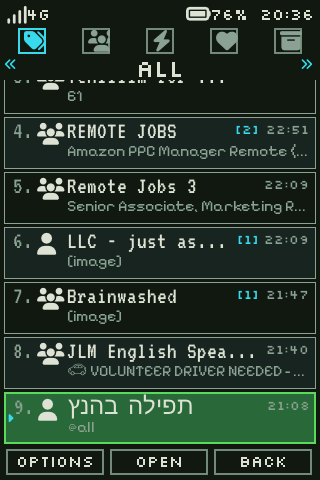 4G 76% 20:36
« ALL »
61
4. REMOTE JOBS [2] 22:51
Amazon PPC Manager Remote (...
5. Remote Jobs 3 22:09
Senior Associate, Marketing R...
6. LLC - just as... [1] 22:09
(image)
7. Brainwashed [1] 21:47
(image)
8. JLM English Spea... 21:40
🚗 VOLUNTEER DRIVER NEEDED -...
9. תפילה בהנץ 21:08
@all
OPTIONS OPEN BACK